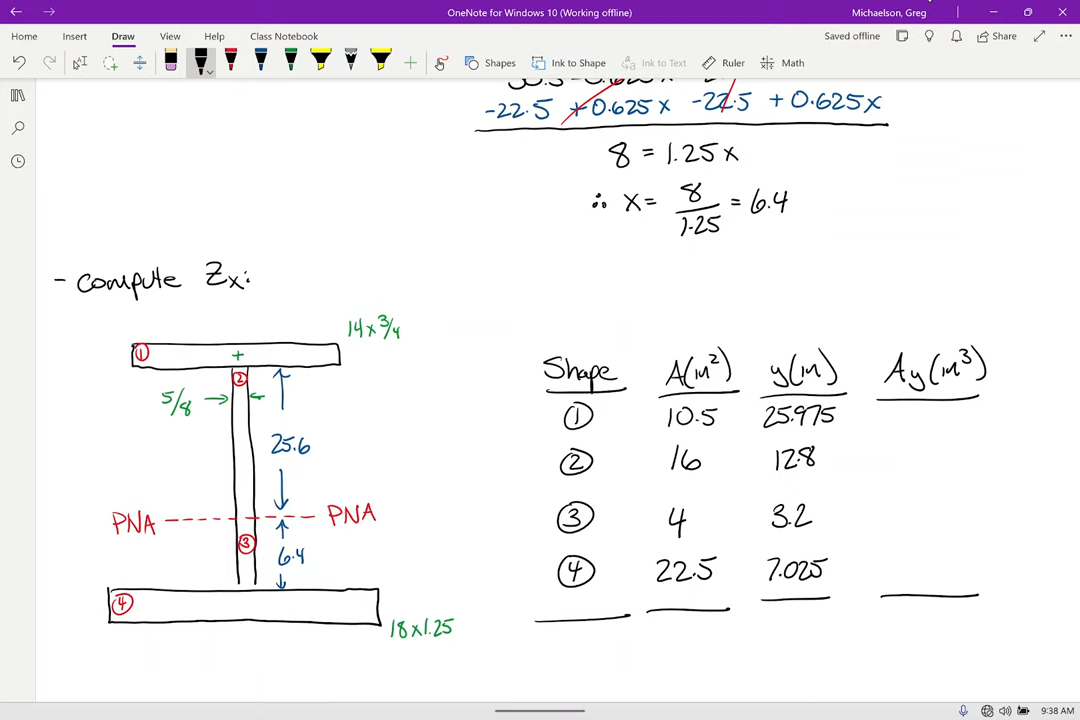 OneNote for Windows 10 (Working offline)
Michaelson, Greg
Home Insert Draw View Help Class Notebook
Saved offline Share
Shapes Ink to Shape Ink to Text Ruler Math
-22.5 +0.625x -22.5 + 0.625x
8 = 1.25x
∴ x = 8/1.25 = 6.4
- compute Zx:
14 x 3/4
① +
②
5/8
25.6
PNA PNA
③
6.4
④
18 x 1.25
Shape A(in²) y(in) Ay(in³)
① 10.5 25.975
② 16 12.8
③ 4 3.2
④ 22.5 7.025
9:38 AM